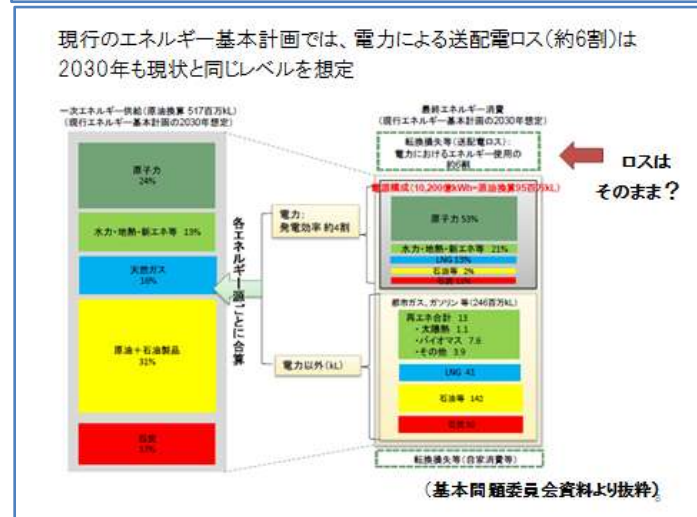 現行のエネルギー基本計画では、電力による送配電ロス(約6割)は
2030年も現状と同じレベルを想定
一次エネルギー供給(原油換算 517百万kL)
(現行エネルギー基本計画の2030年想定)
原子力
24%
水力・地熱・新エネ等 13%
天然ガス
16%
原油+石油製品
31%
各エネルギー源ごとに合算
電力:
発電効率 約4割
電力以外(kL)
最終エネルギー消費
(現行エネルギー基本計画の2030年想定)
転換損失等(送配電ロス):
電力におけるエネルギー使用の
約6割
電源構成(10,200億kWh=原油換算95百万kL)
原子力 53%
水力・地熱・新エネ等 21%
LNG 13%
石油等 2%
都市ガス、ガソリン 等(246百万kL)
再エネ合計 13
・太陽熱 1.1
・バイオマス 7.8
・その他 3.9
LNG 41
石油等 142
転換損失等(自家消費等)
ロスは
そのまま?
(基本問題委員会資料より抜粋)